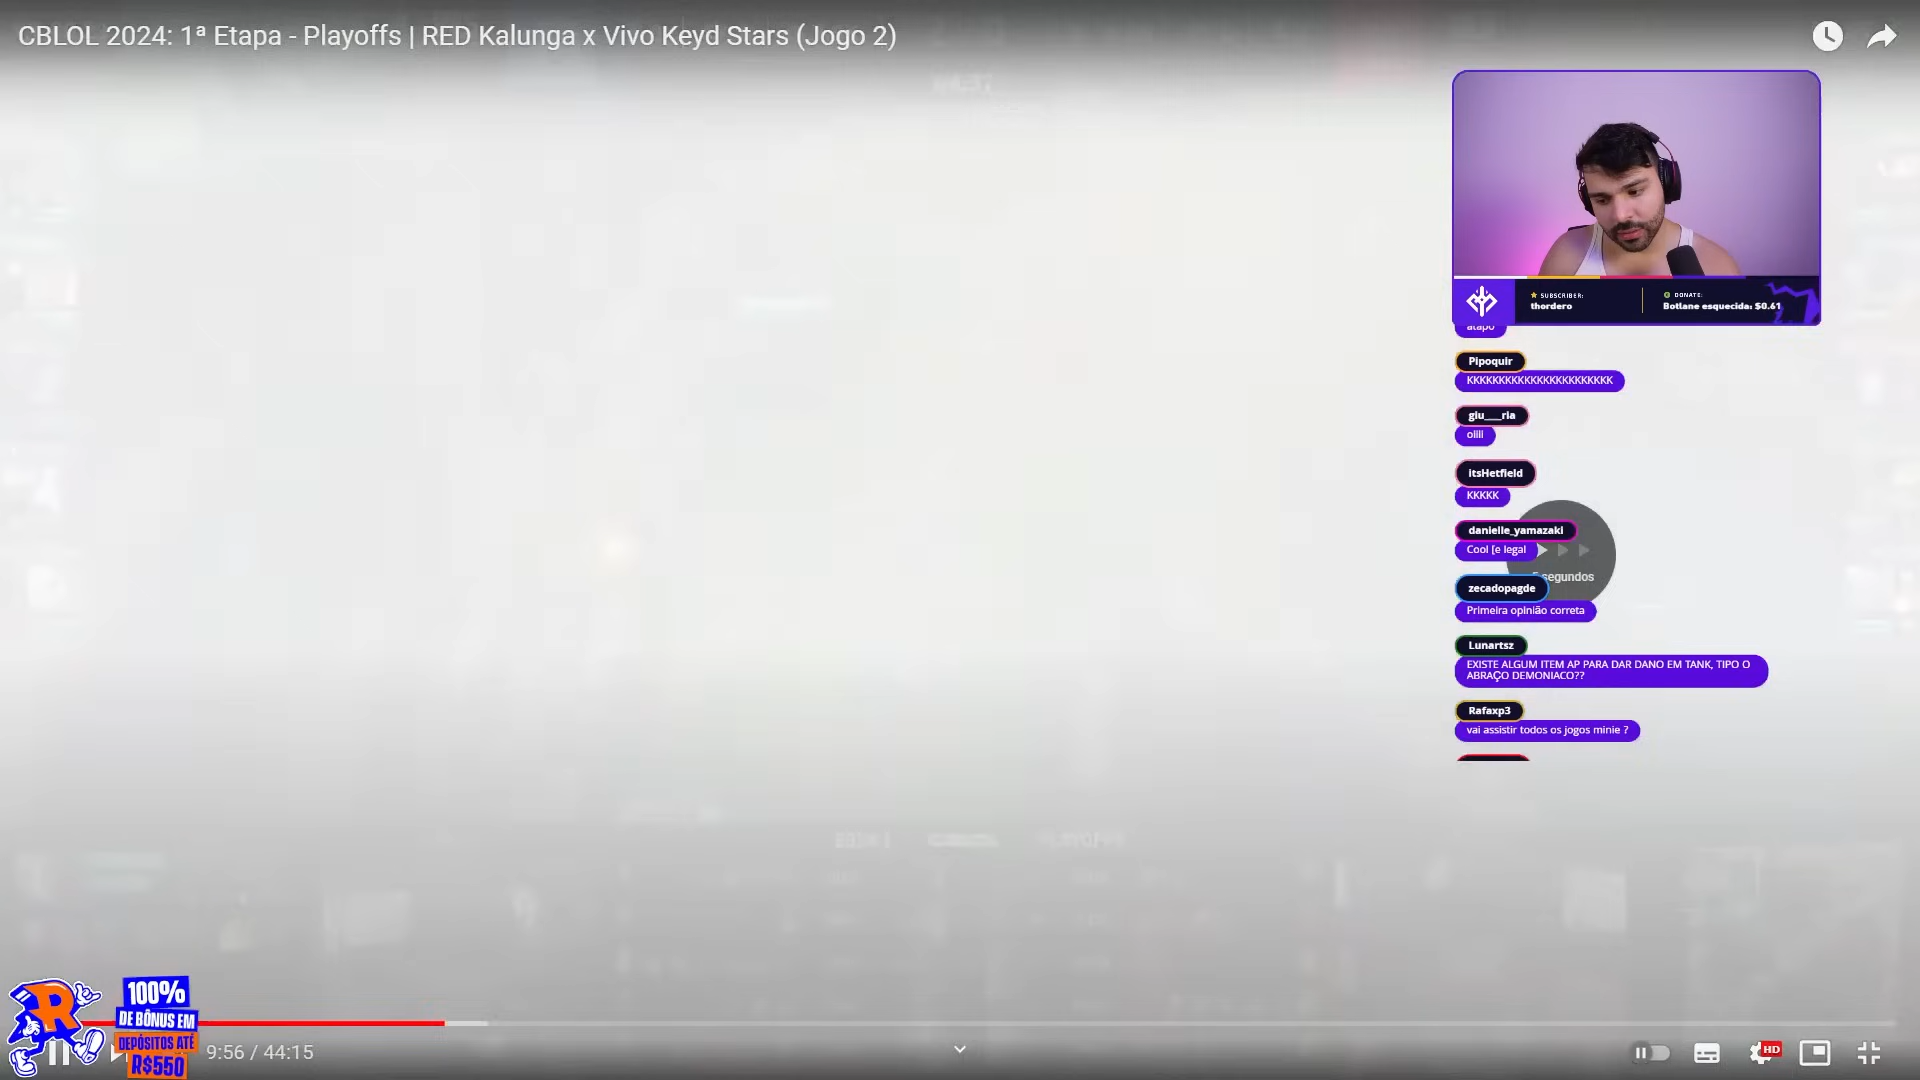 CBLOL 2024: 1ª Etapa - Playoffs | RED Kalunga x Vivo Keyd Stars (Jogo 2)
SUBSCRIBER:
thordero
DONATE:
Botlane esquecida: $0.61
atapo
Pipoquir
KKKKKKKKKKKKKKKKKKKKKKK
giu___ria
oiiii
itsHetfield
KKKKK
danielle_yamazaki
Cool [e legal
5 segundos
zecadopagde
Primeira opinião correta
Lunartsz
EXISTE ALGUM ITEM AP PARA DAR DANO EM TANK, TIPO O
ABRAÇO DEMONIACO??
Rafaxp3
vai assistir todos os jogos minie ?
R
100%
DE BÔNUS EM
DEPÓSITOS ATÉ
R$550
9:56 / 44:15
HD